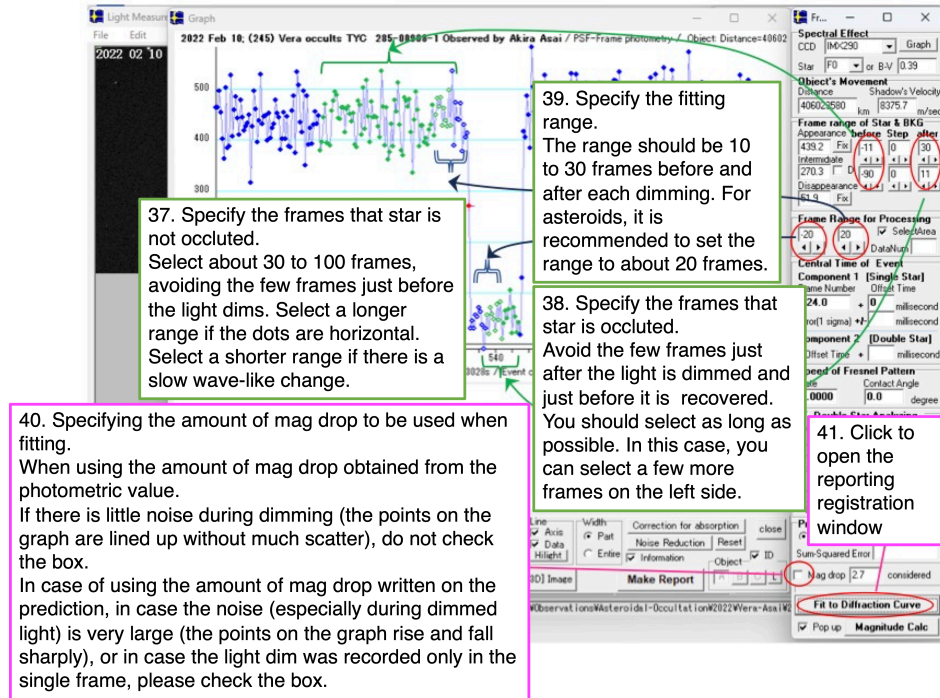 Light Measure
File Edit
2022 02 10
Graph
2022 Feb 10; (245) Vera occults TYC 285-00908-1 Observed by Akira Asai / PSF-Frame photometry / Object Distance=40602
500
400
300
540
37. Specify the frames that star is
not occluted.
Select about 30 to 100 frames,
avoiding the few frames just before
the light dims. Select a longer
range if the dots are horizontal.
Select a shorter range if there is a
slow wave-like change.
39. Specify the fitting
range.
The range should be 10
to 30 frames before and
after each dimming. For
asteroids, it is
recommended to set the
range to about 20 frames.
38. Specify the frames that
star is occluted.
Avoid the few frames just
after the light is dimmed and
just before it is recovered.
You should select as long as
possible. In this case, you
can select a few more
frames on the left side.
40. Specifying the amount of mag drop to be used when
fitting.
When using the amount of mag drop obtained from the
photometric value.
If there is little noise during dimming (the points on the
graph are lined up without much scatter), do not check
the box.
In case of using the amount of mag drop written on the
prediction, in case the noise (especially during dimmed
light) is very large (the points on the graph rise and fall
sharply), or in case the light dim was recorded only in the
single frame, please check the box.
41. Click to
open the
reporting
registration
window
Fr...
Spectral Effect
CCD IMX290 Graph
Star F0 or B-V 0.39
Object's Movement
Distance Shadow's Velocity
406023580 km 8375.7 m/sec
Frame range of Star & BKG
Appearance before Step after
439.2 Fix -11 0 30
Intermidiate
270.3 D -90 0 11
Disappearance
51.9 Fix
Frame Range for Processing
-20 20 SelectArea
DataNum
Central Time of Event
Component 1 [Single Star]
Frame Number Offset Time
24.0 + 0 millisecond
ror(1 sigma) +/- millisecond
omponent 2 [Double Star]
Offset Time + millisecond
peed of Fresnel Pattern
Contact Angle
.0000 0.0 degree
Line Width
Axis Part
Data Entire
Hilight
Correction for absorption close
Noise Reduction Reset
Information Object ID
3D] Image Make Report A B C L
¥Observations¥Asteroidal-Occultation¥2022¥Vera-Asai¥2
Sum-Squared Error
Mag drop 2.7 considered
Fit to Diffraction Curve
Pop up Magnitude Calc